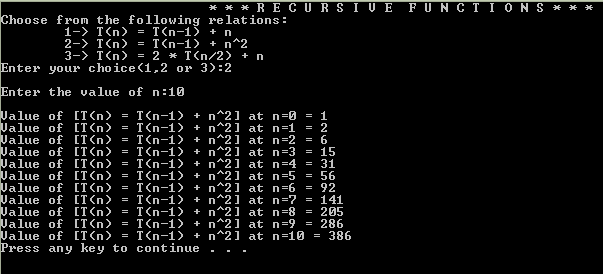 * * * R E C U R S I V E   F U N C T I O N S * * *
Choose from the following relations:
1-> T(n) = T(n-1) + n
2-> T(n) = T(n-1) + n^2
3-> T(n) = 2 * T(n/2) + n
Enter your choice(1,2 or 3):2
Enter the value of n:10
Value of [T(n) = T(n-1) + n^2] at n=0 = 1
Value of [T(n) = T(n-1) + n^2] at n=1 = 2
Value of [T(n) = T(n-1) + n^2] at n=2 = 6
Value of [T(n) = T(n-1) + n^2] at n=3 = 15
Value of [T(n) = T(n-1) + n^2] at n=4 = 31
Value of [T(n) = T(n-1) + n^2] at n=5 = 56
Value of [T(n) = T(n-1) + n^2] at n=6 = 92
Value of [T(n) = T(n-1) + n^2] at n=7 = 141
Value of [T(n) = T(n-1) + n^2] at n=8 = 205
Value of [T(n) = T(n-1) + n^2] at n=9 = 286
Value of [T(n) = T(n-1) + n^2] at n=10 = 386
Press any key to continue . . .